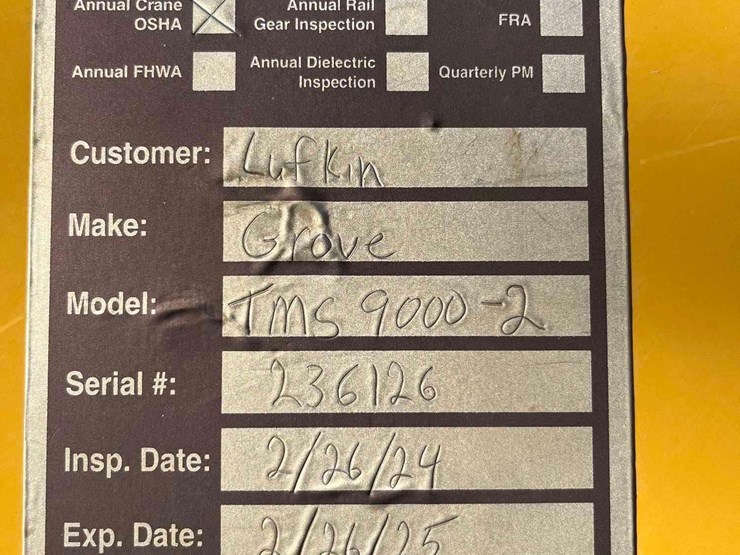 Annual Crane OSHA
Annual Rail Gear Inspection
FRA
Annual FHWA
Annual Dielectric Inspection
Quarterly PM
Customer: Lufkin
Make: Grove
Model: TMS 9000-2
Serial #: 236126
Insp. Date: 2/26/24
Exp. Date: 2/26/25